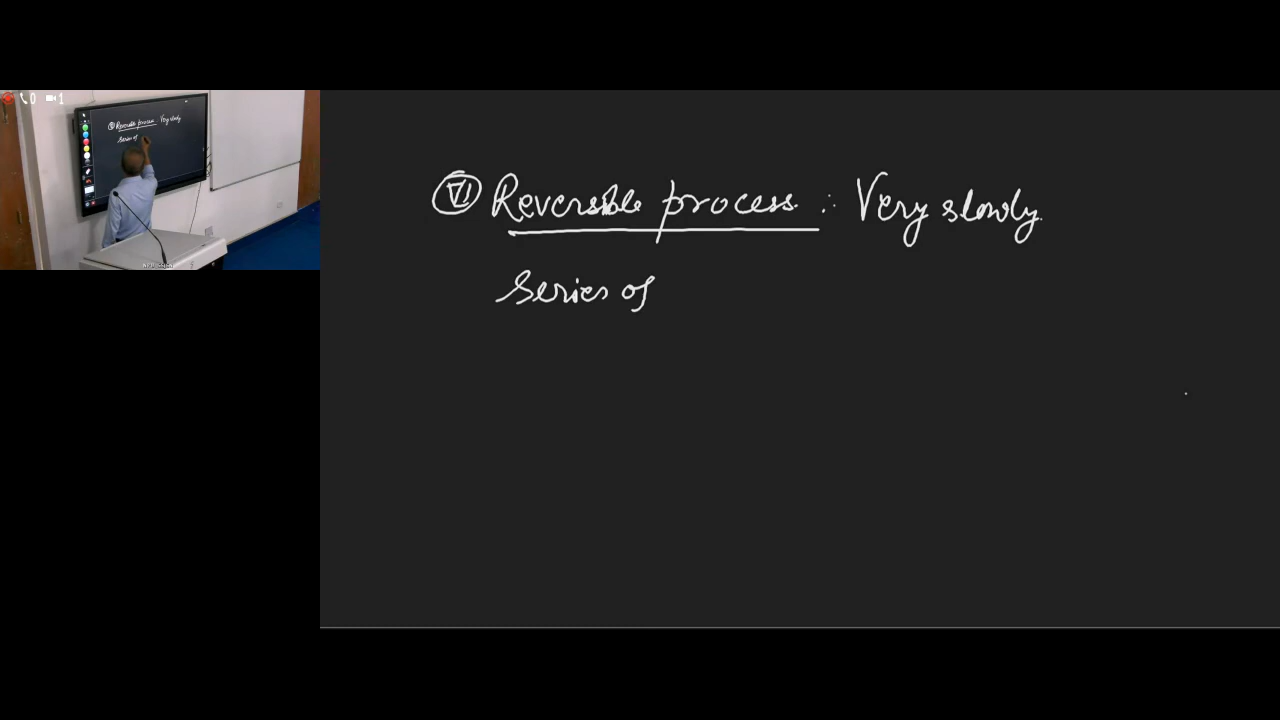 Ⅵ Reversible process : Very slowly.
Series of